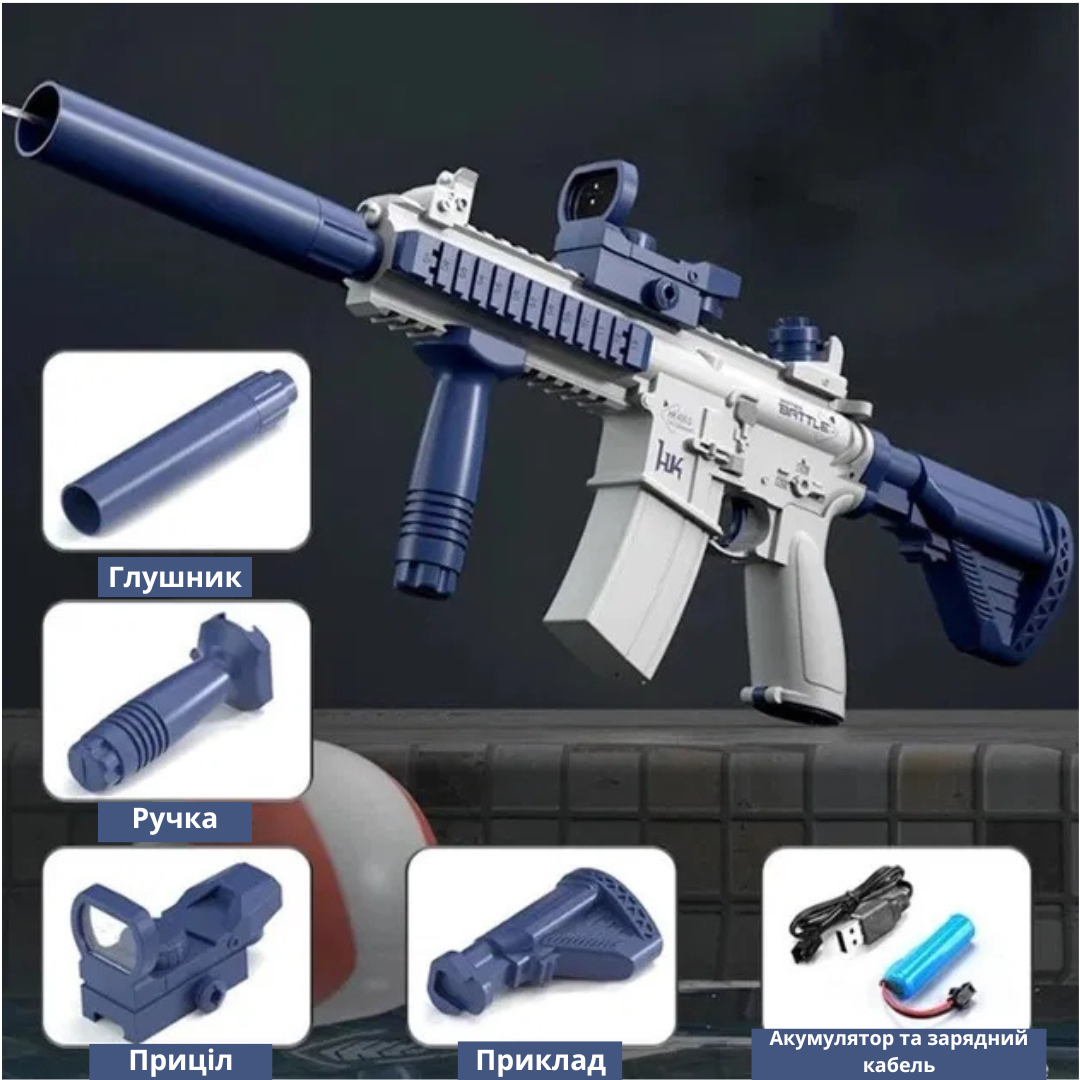 BATTLE
HK
Глушник
Ручка
Приціл
Приклад
Акумулятор та зарядний
кабель